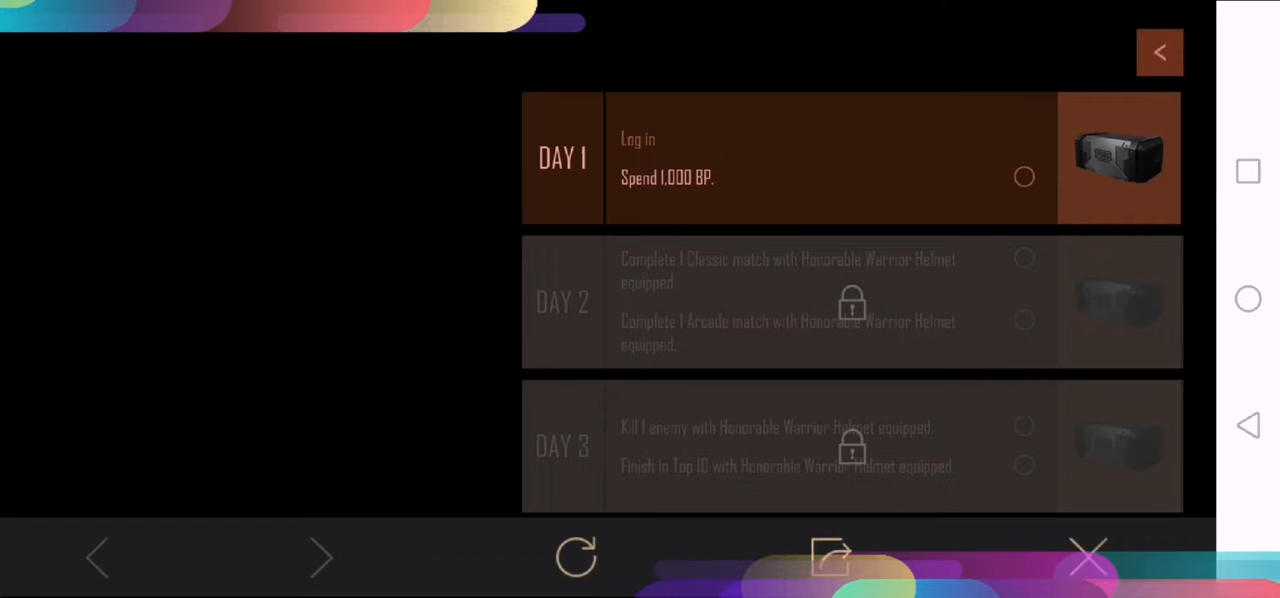 DAY 1
Log in
Spend 1,000 BP.
DAY 2
Complete 1 Classic match with Honorable Warrior Helmet
equipped.
Complete 1 Arcade match with Honorable Warrior Helmet
equipped.
DAY 3
Kill 1 enemy with Honorable Warrior Helmet equipped.
Finish in Top 10 with Honorable Warrior Helmet equipped.